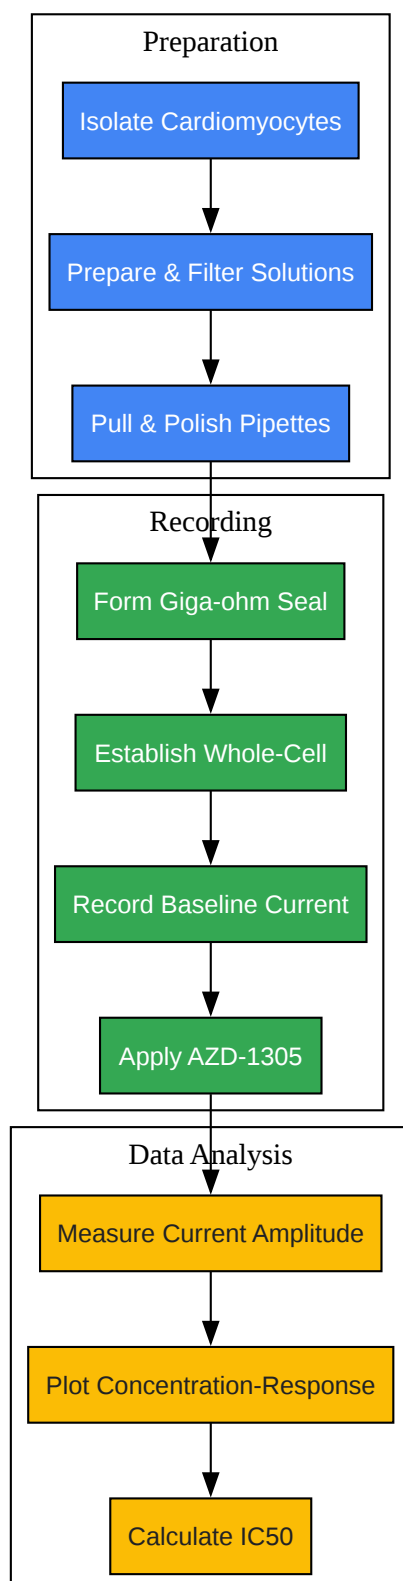 Preparation
Isolate Cardiomyocytes
Prepare & Filter Solutions
Pull & Polish Pipettes
Recording
Form Giga-ohm Seal
Establish Whole-Cell
Record Baseline Current
Apply AZD-1305
Data Analysis
Measure Current Amplitude
Plot Concentration-Response
Calculate IC50